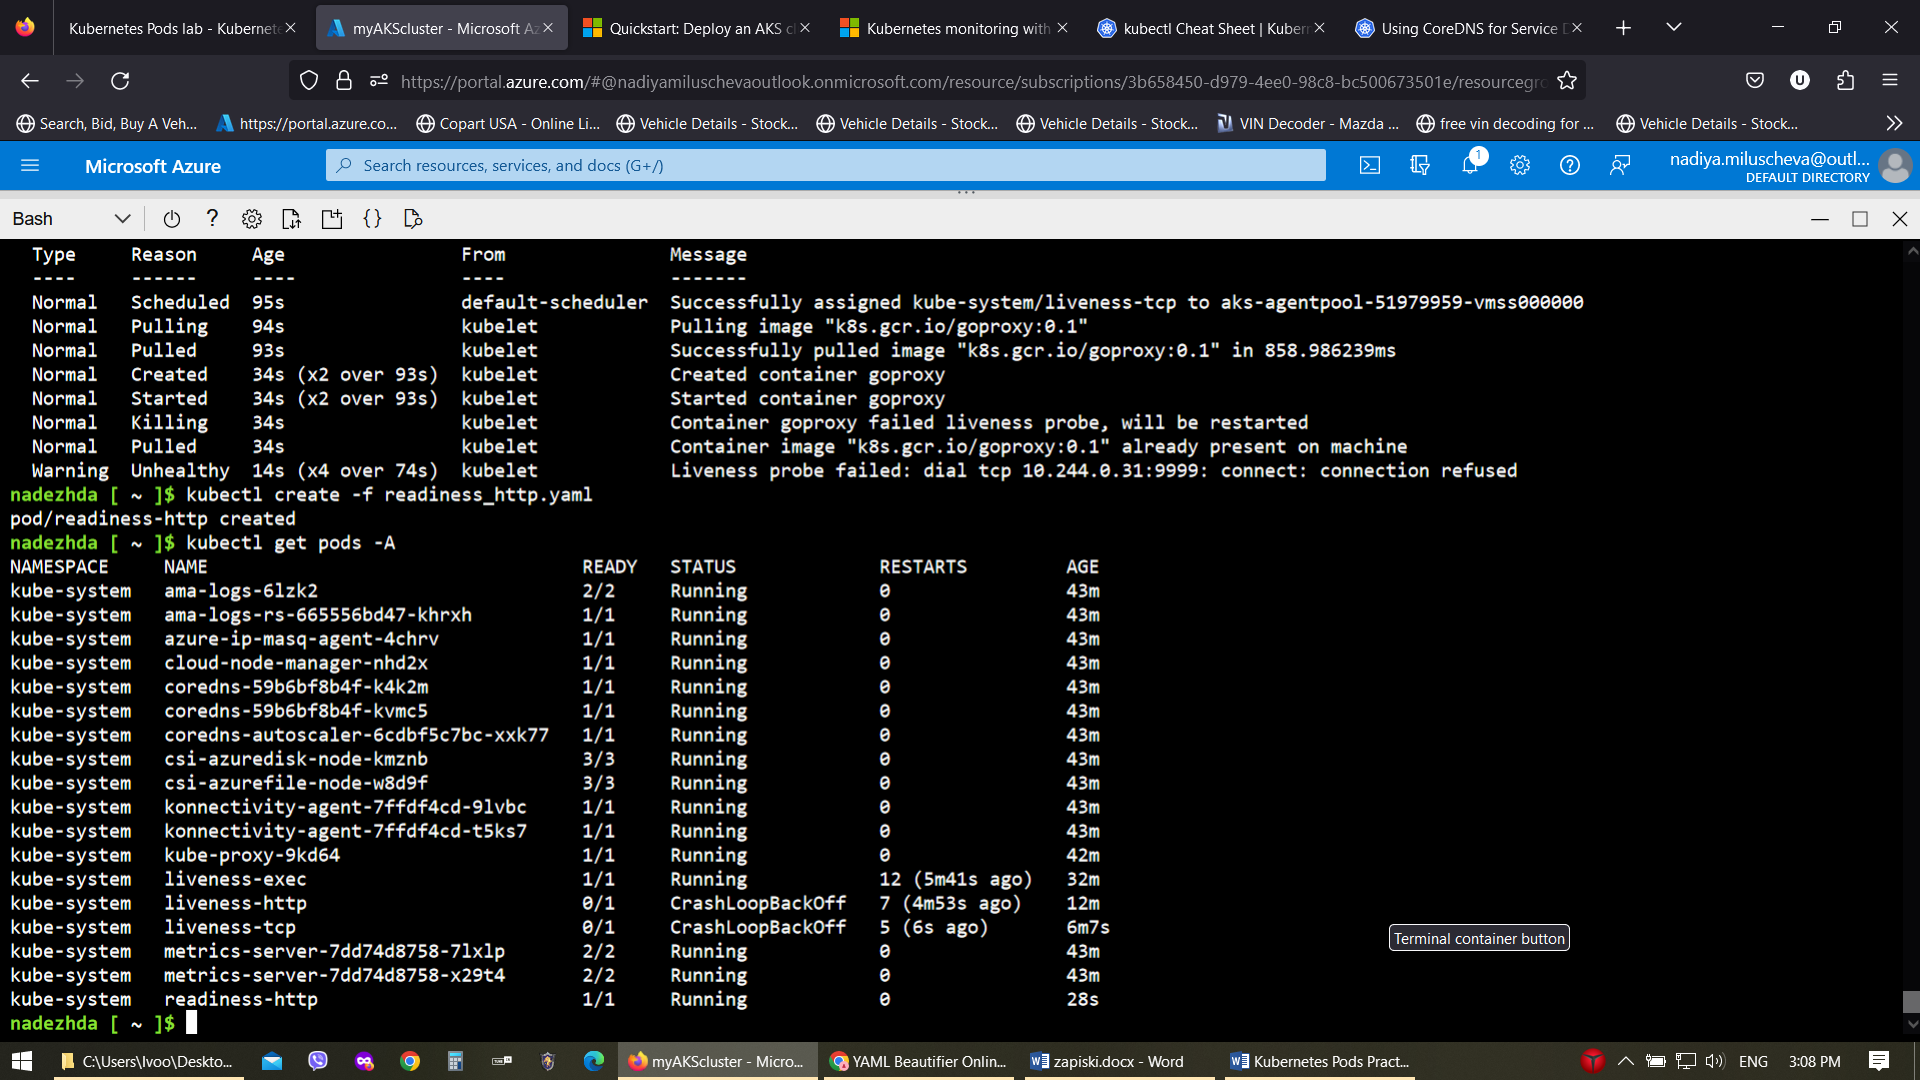 Kubernetes Pods lab - Kubernete
myAKScluster - Microsoft Az
Quickstart: Deploy an AKS cl
Kubernetes monitoring with
kubectl Cheat Sheet | Kubern
Using CoreDNS for Service D
https://portal.azure.com/#@nadiyamiluschevaoutlook.onmicrosoft.com/resource/subscriptions/3b658450-d979-4ee0-98c8-bc500673501e/resourcegro
Search, Bid, Buy A Veh...
https://portal.azure.co...
Copart USA - Online Li...
Vehicle Details - Stock...
Vehicle Details - Stock...
Vehicle Details - Stock...
VIN Decoder - Mazda ...
free vin decoding for ...
Vehicle Details - Stock...
Microsoft Azure
Search resources, services, and docs (G+/)
1
nadiya.miluscheva@outl...
DEFAULT DIRECTORY
Bash
Type Reason Age From Message
---- ------ ---- ---- -------
Normal Scheduled 95s default-scheduler Successfully assigned kube-system/liveness-tcp to aks-agentpool-51979959-vmss000000
Normal Pulling 94s kubelet Pulling image "k8s.gcr.io/goproxy:0.1"
Normal Pulled 93s kubelet Successfully pulled image "k8s.gcr.io/goproxy:0.1" in 858.986239ms
Normal Created 34s (x2 over 93s) kubelet Created container goproxy
Normal Started 34s (x2 over 93s) kubelet Started container goproxy
Normal Killing 34s kubelet Container goproxy failed liveness probe, will be restarted
Normal Pulled 34s kubelet Container image "k8s.gcr.io/goproxy:0.1" already present on machine
Warning Unhealthy 14s (x4 over 74s) kubelet Liveness probe failed: dial tcp 10.244.0.31:9999: connect: connection refused
nadezhda [ ~ ]$ kubectl create -f readiness_http.yaml
pod/readiness-http created
nadezhda [ ~ ]$ kubectl get pods -A
NAMESPACE NAME READY STATUS RESTARTS AGE
kube-system ama-logs-6lzk2 2/2 Running 0 43m
kube-system ama-logs-rs-665556bd47-khrxh 1/1 Running 0 43m
kube-system azure-ip-masq-agent-4chrv 1/1 Running 0 43m
kube-system cloud-node-manager-nhd2x 1/1 Running 0 43m
kube-system coredns-59b6bf8b4f-k4k2m 1/1 Running 0 43m
kube-system coredns-59b6bf8b4f-kvmc5 1/1 Running 0 43m
kube-system coredns-autoscaler-6cdbf5c7bc-xxk77 1/1 Running 0 43m
kube-system csi-azuredisk-node-kmznb 3/3 Running 0 43m
kube-system csi-azurefile-node-w8d9f 3/3 Running 0 43m
kube-system konnectivity-agent-7ffdf4cd-9lvbc 1/1 Running 0 43m
kube-system konnectivity-agent-7ffdf4cd-t5ks7 1/1 Running 0 43m
kube-system kube-proxy-9kd64 1/1 Running 0 42m
kube-system liveness-exec 1/1 Running 12 (5m41s ago) 32m
kube-system liveness-http 0/1 CrashLoopBackOff 7 (4m53s ago) 12m
kube-system liveness-tcp 0/1 CrashLoopBackOff 5 (6s ago) 6m7s
kube-system metrics-server-7dd74d8758-7lxlp 2/2 Running 0 43m
kube-system metrics-server-7dd74d8758-x29t4 2/2 Running 0 43m
kube-system readiness-http 1/1 Running 0 28s
nadezhda [ ~ ]$
Terminal container button
C:\Users\Ivoo\Deskto...
myAKScluster - Micro...
YAML Beautifier Onlin...
zapiski.docx - Word
Kubernetes Pods Pract...
ENG
3:08 PM